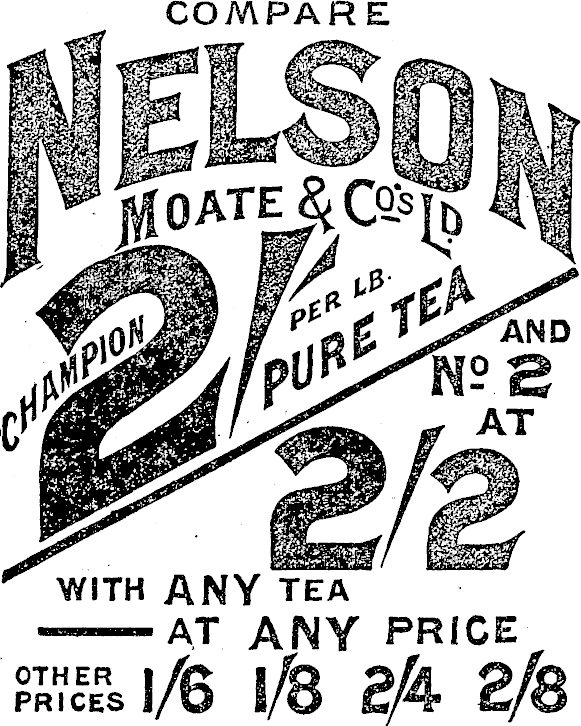 COMPARE
NELSON
MOATE & Co's LD.
CHAMPION 2/-
PER LB.
PURE TEA
AND
No 2
AT
2/2
WITH ANY TEA
AT ANY PRICE
OTHER PRICES 1/6 1/8 2/4 2/8